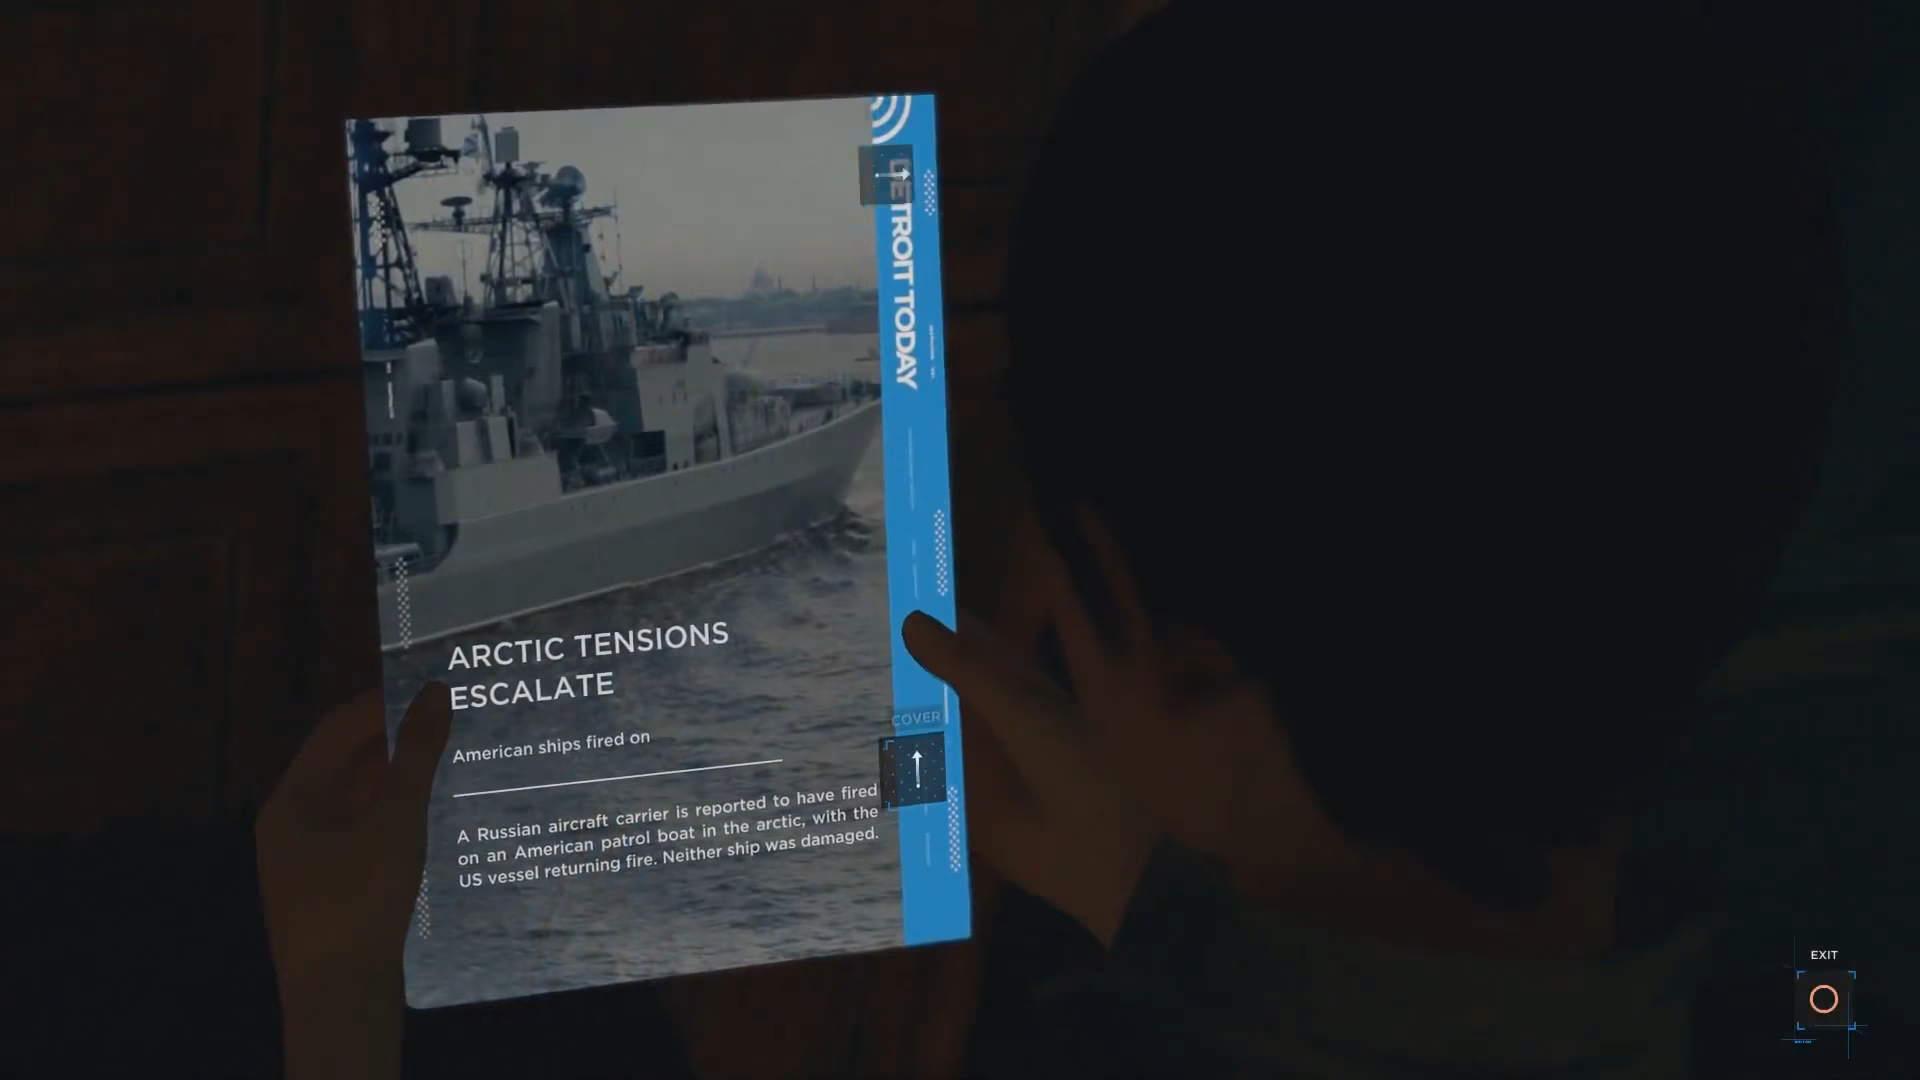 DETROIT TODAY
ARCTIC TENSIONS
ESCALATE
American ships fired on
A Russian aircraft carrier is reported to have fired
on an American patrol boat in the arctic, with the
US vessel returning fire. Neither ship was damaged.
COVER
EXIT